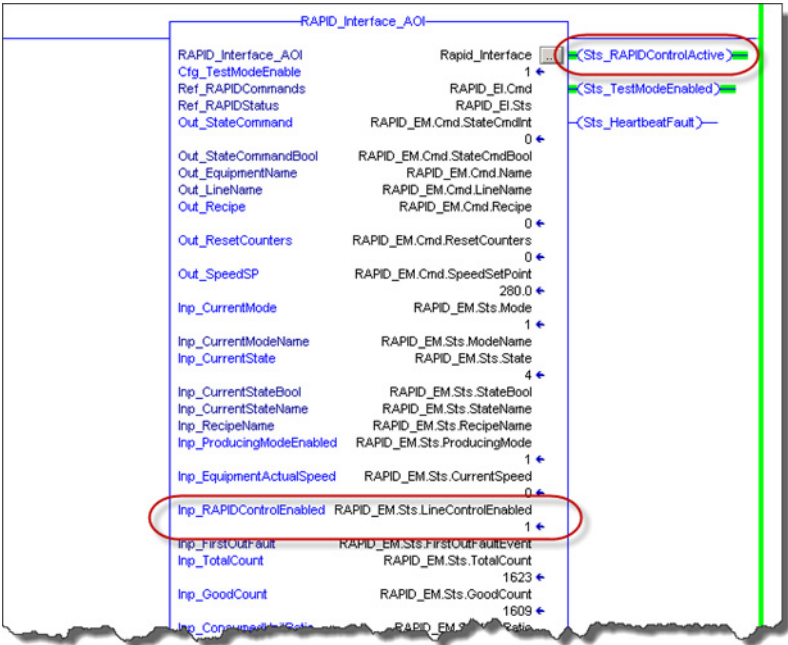 RAPID_Interface_AOI
RAPID_Interface_AOI Rapid_Interface ...
Sts_RAPIDControlActive
Cfg_TestModeEnable
1
Ref_RAPIDCommands RAPID_EI.Cmd
Sts_TestModeEnabled
Ref_RAPIDStatus RAPID_EI.Sts
Out_StateCommand RAPID_EM.Cmd.StateCmdInt
Sts_HeartbeatFault
0
Out_StateCommandBool RAPID_EM.Cmd.StateCmdBool
Out_EquipmentName RAPID_EM.Cmd.Name
Out_LineName RAPID_EM.Cmd.LineName
Out_Recipe RAPID_EM.Cmd.Recipe
0
Out_ResetCounters RAPID_EM.Cmd.ResetCounters
0
Out_SpeedSP RAPID_EM.Cmd.SpeedSetPoint
280.0
Inp_CurrentMode RAPID_EM.Sts.Mode
1
Inp_CurrentModeName RAPID_EM.Sts.ModeName
Inp_CurrentState RAPID_EM.Sts.State
4
Inp_CurrentStateBool RAPID_EM.Sts.StateBool
Inp_CurrentStateName RAPID_EM.Sts.StateName
Inp_RecipeName RAPID_EM.Sts.RecipeName
Inp_ProducingModeEnabled RAPID_EM.Sts.ProducingMode
1
Inp_EquipmentActualSpeed RAPID_EM.Sts.CurrentSpeed
0
Inp_RAPIDControlEnabled RAPID_EM.Sts.LineControlEnabled
1
Inp_FirstOutFault RAPID_EM.Sts.FirstOutFaultEvent
Inp_TotalCount RAPID_EM.Sts.TotalCount
1623
Inp_GoodCount RAPID_EM.Sts.GoodCount
1609